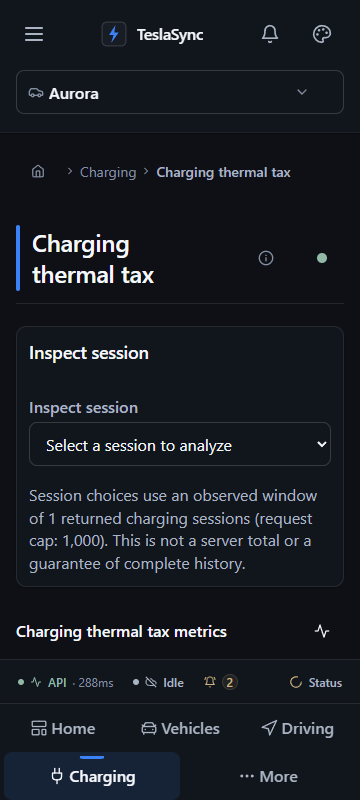 TeslaSync
Aurora
Charging
Charging thermal tax
Charging
thermal tax
Inspect session
Inspect session
Select a session to analyze
Session choices use an observed window
of 1 returned charging sessions (request
cap: 1,000). This is not a server total or a
guarantee of complete history.
Charging thermal tax metrics
API · 288ms Idle 2 Status
Home Vehicles Driving
Charging More